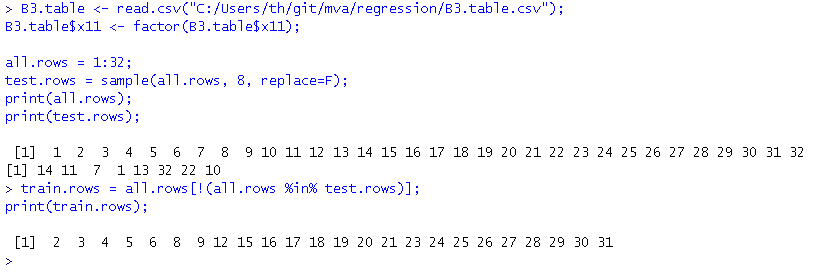 > B3.table <- read.csv("C:/Users/th/git/mva/regression/B3.table.csv");
B3.table$x11 <- factor(B3.table$x11);
all.rows = 1:32;
test.rows = sample(all.rows, 8, replace=F);
print(all.rows);
print(test.rows);
[1] 1 2 3 4 5 6 7 8 9 10 11 12 13 14 15 16 17 18 19 20 21 22 23 24 25 26 27 28 29 30 31 32
[1] 14 11 7 1 13 32 22 10
> train.rows = all.rows[!(all.rows %in% test.rows)];
print(train.rows);
[1] 2 3 4 5 6 8 9 12 15 16 17 18 19 20 21 23 24 25 26 27 28 29 30 31
>